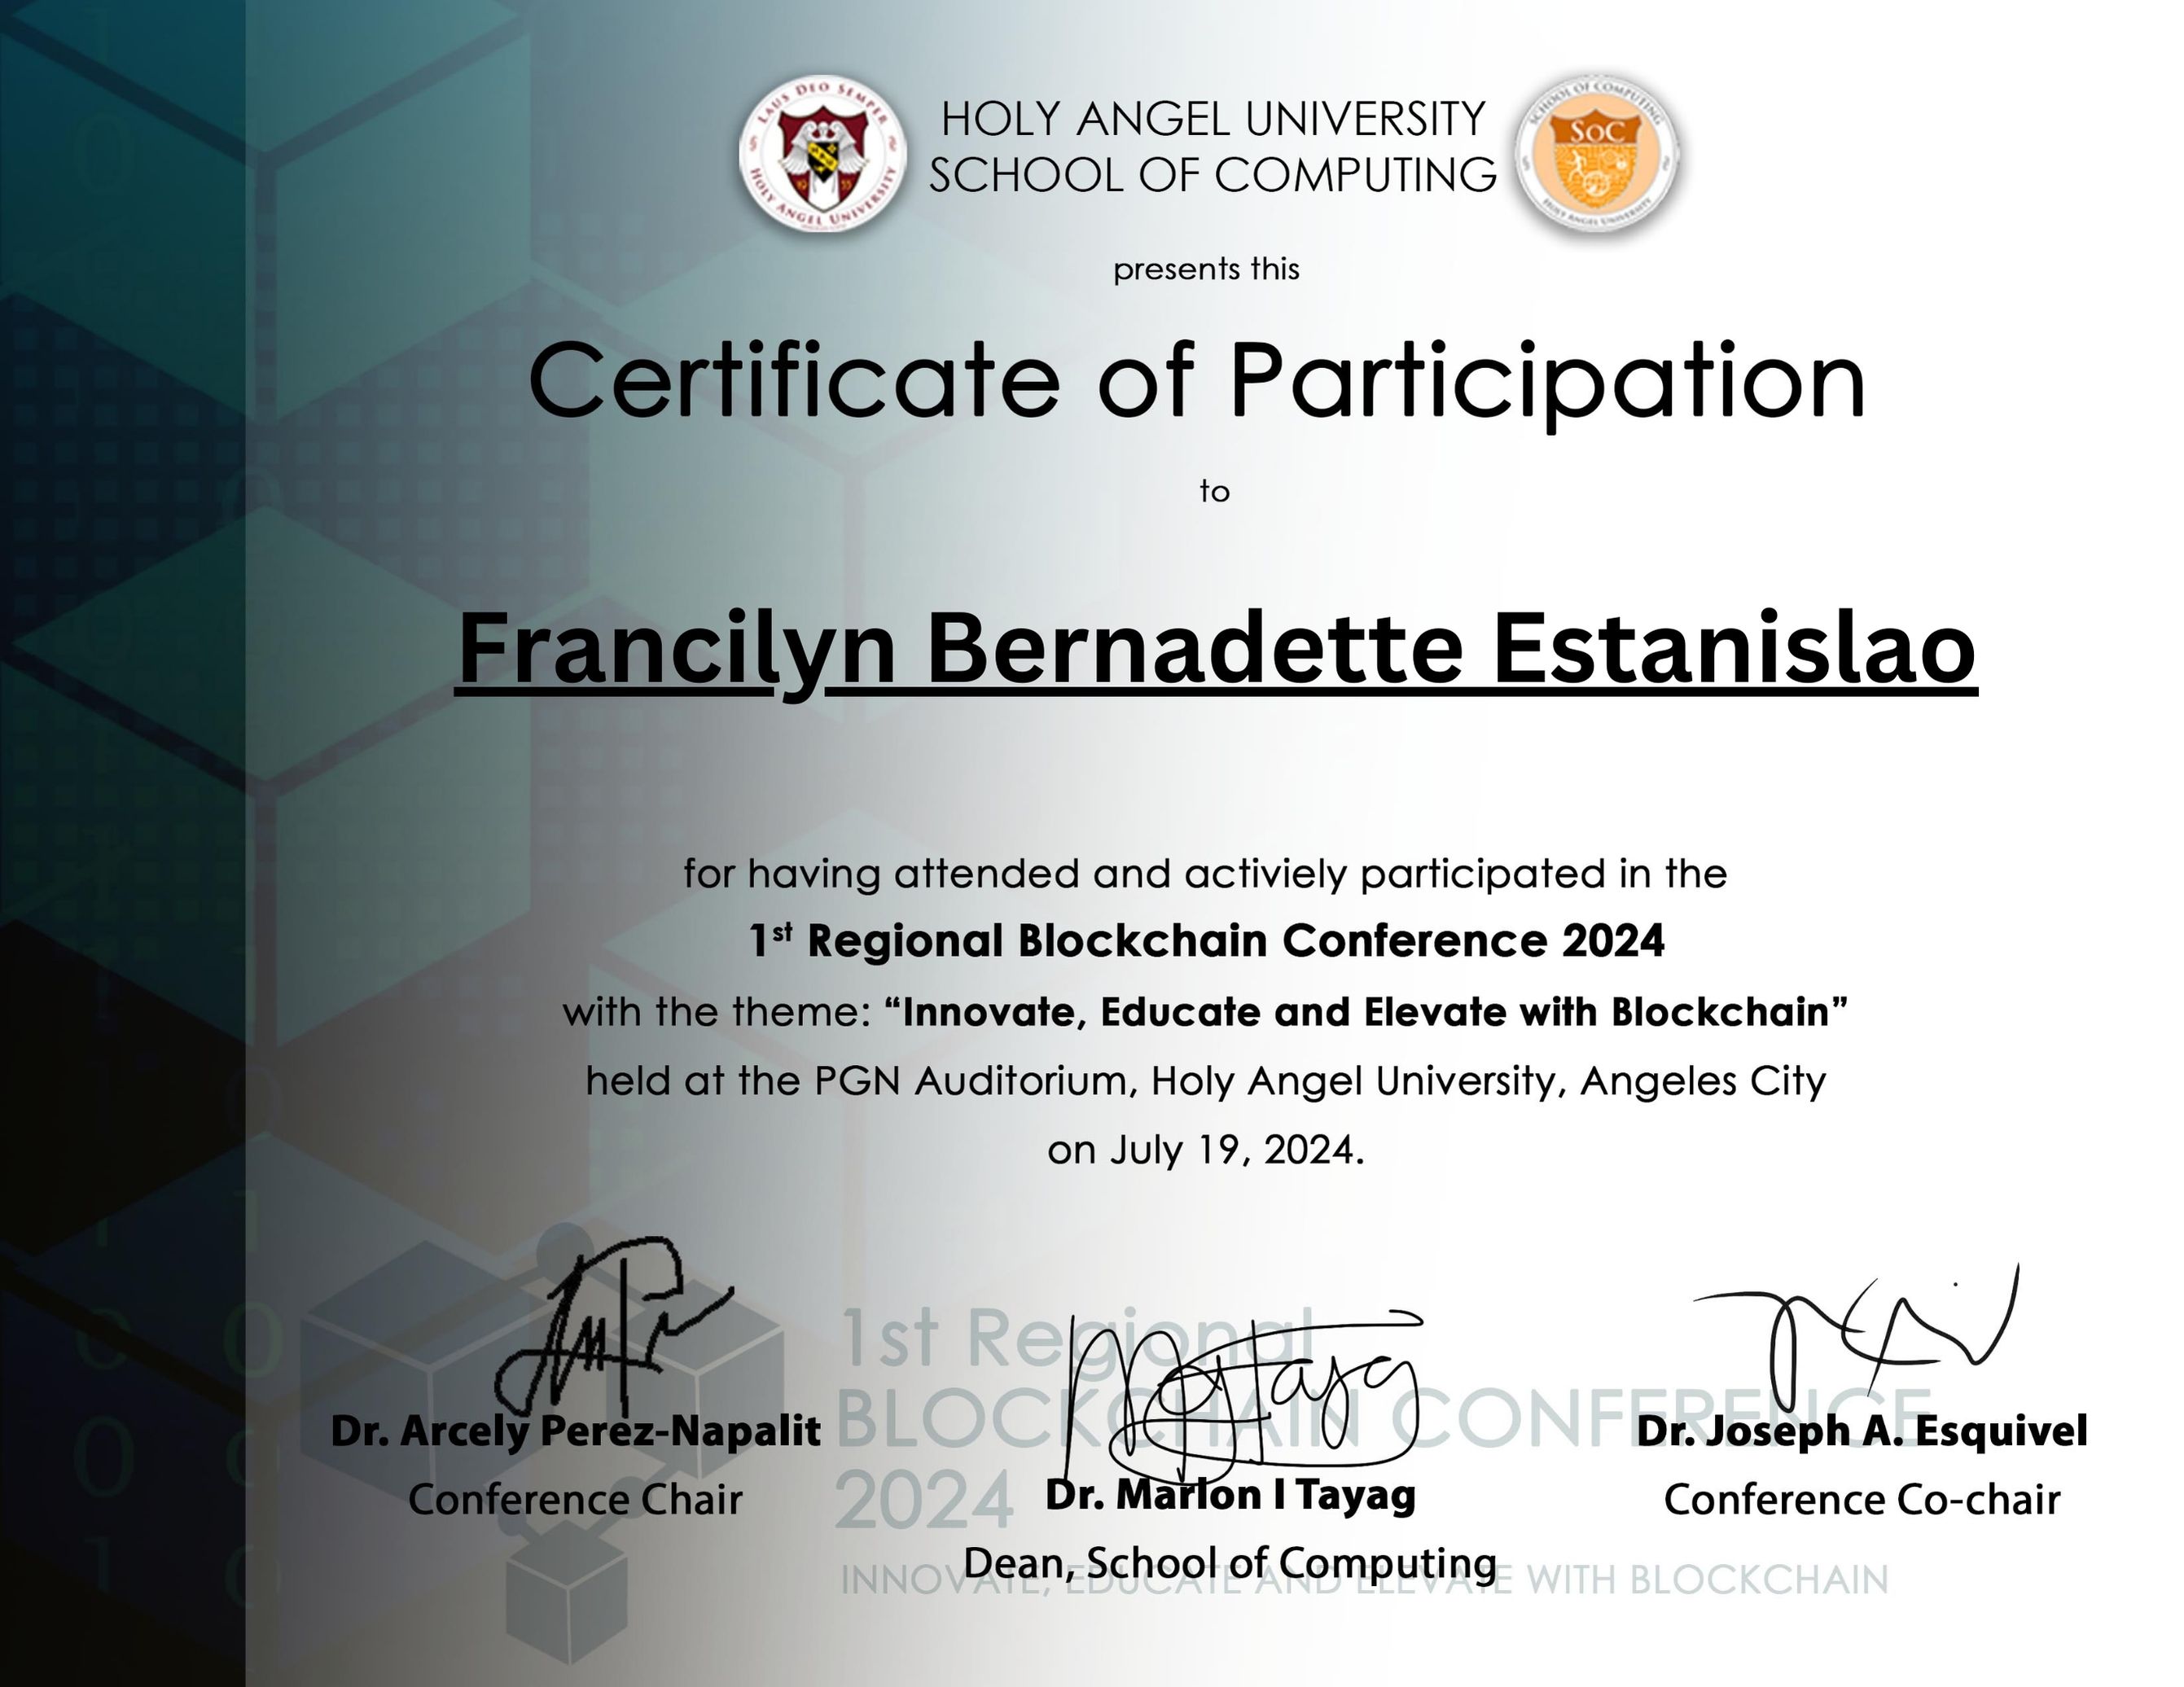 LAUS DEO SEMPER
HOLY ANGEL UNIVERSITY
HOLY ANGEL UNIVERSITY
SCHOOL OF COMPUTING
SCHOOL OF COMPUTING
SOC
HOLY ANGEL UNIVERSITY
presents this
Certificate of Participation
to
Francilyn Bernadette Estanislao
for having attended and activiely participated in the
1st Regional Blockchain Conference 2024
with the theme: “Innovate, Educate and Elevate with Blockchain”
held at the PGN Auditorium, Holy Angel University, Angeles City
on July 19, 2024.
Dr. Arcely Perez-Napalit
Conference Chair
Dr. Marlon I Tayag
Dean, School of Computing
Dr. Joseph A. Esquivel
Conference Co-chair
1st Regional
BLOCKCHAIN CONFERENCE
2024
INNOVATE, EDUCATE AND ELEVATE WITH BLOCKCHAIN